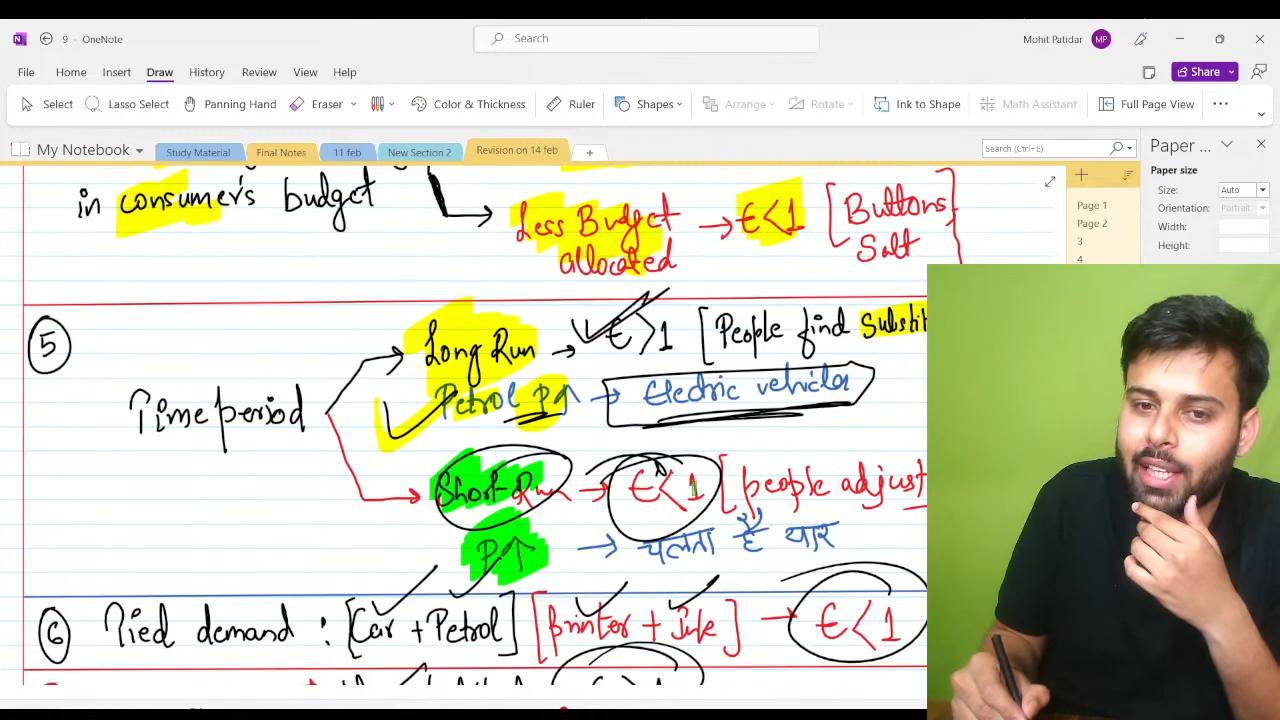 9 - OneNote
Search
Mohit Patidar MP
File Home Insert Draw History Review View Help
Share
Select Lasso Select Panning Hand Eraser Color & Thickness Ruler Shapes Arrange Rotate Ink to Shape Math Assistant Full Page View
My Notebook Study Material Final Notes 11 feb New Section 2 Revision on 14 feb
Search (Ctrl+E)
Paper ...
Paper size
Size: Auto
Orientation: Portrait
Width:
Height:
Page 1
Page 2
3
4
in consumer's budget
Less Budget → E<1 [Buttons
allocated Salt
5
Long Run → E>1 [People find Substit
Time period
Petrol P↑ → Electric vehicles
Short Run → E<1 [people adjust
P↑ → चलता है यार
6 Tied demand : [Car + Petrol] [printer + Ink] → E<1